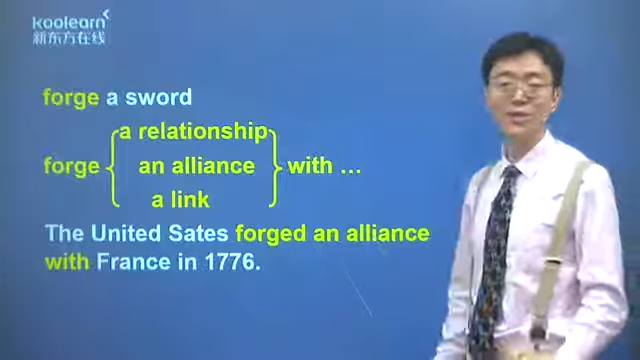 koolearn
新东方在线
forge a sword
a relationship
forge an alliance with ...
a link
The United Sates forged an alliance
with France in 1776.